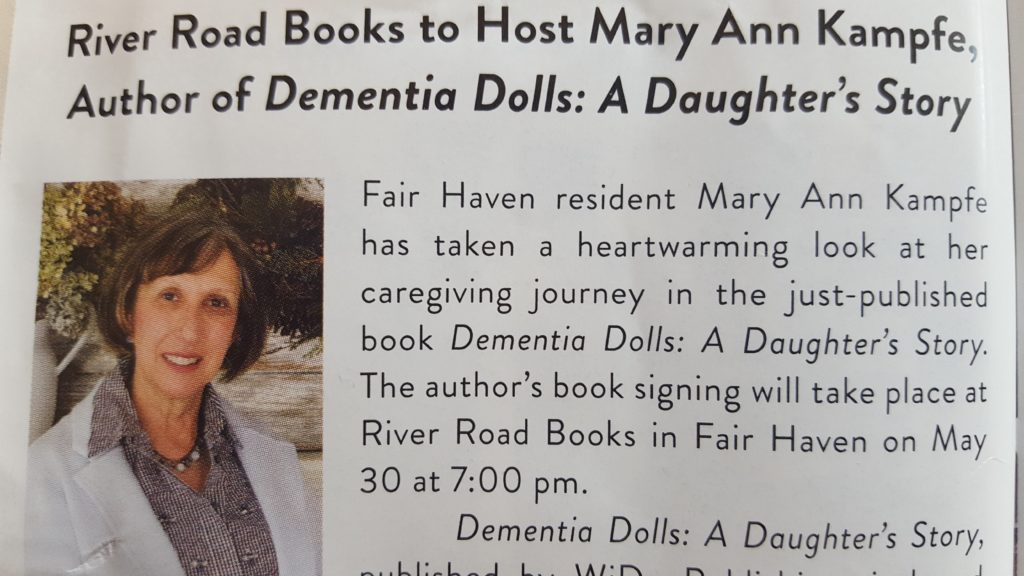 River Road Books to Host Mary Ann Kampfe,
Author of Dementia Dolls: A Daughter's Story
Fair Haven resident Mary Ann Kampfe
has taken a heartwarming look at her
caregiving journey in the just-published
book Dementia Dolls: A Daughter's Story.
The author's book signing will take place at
River Road Books in Fair Haven on May
30 at 7:00 pm.
Dementia Dolls: A Daughter's Story,
published by